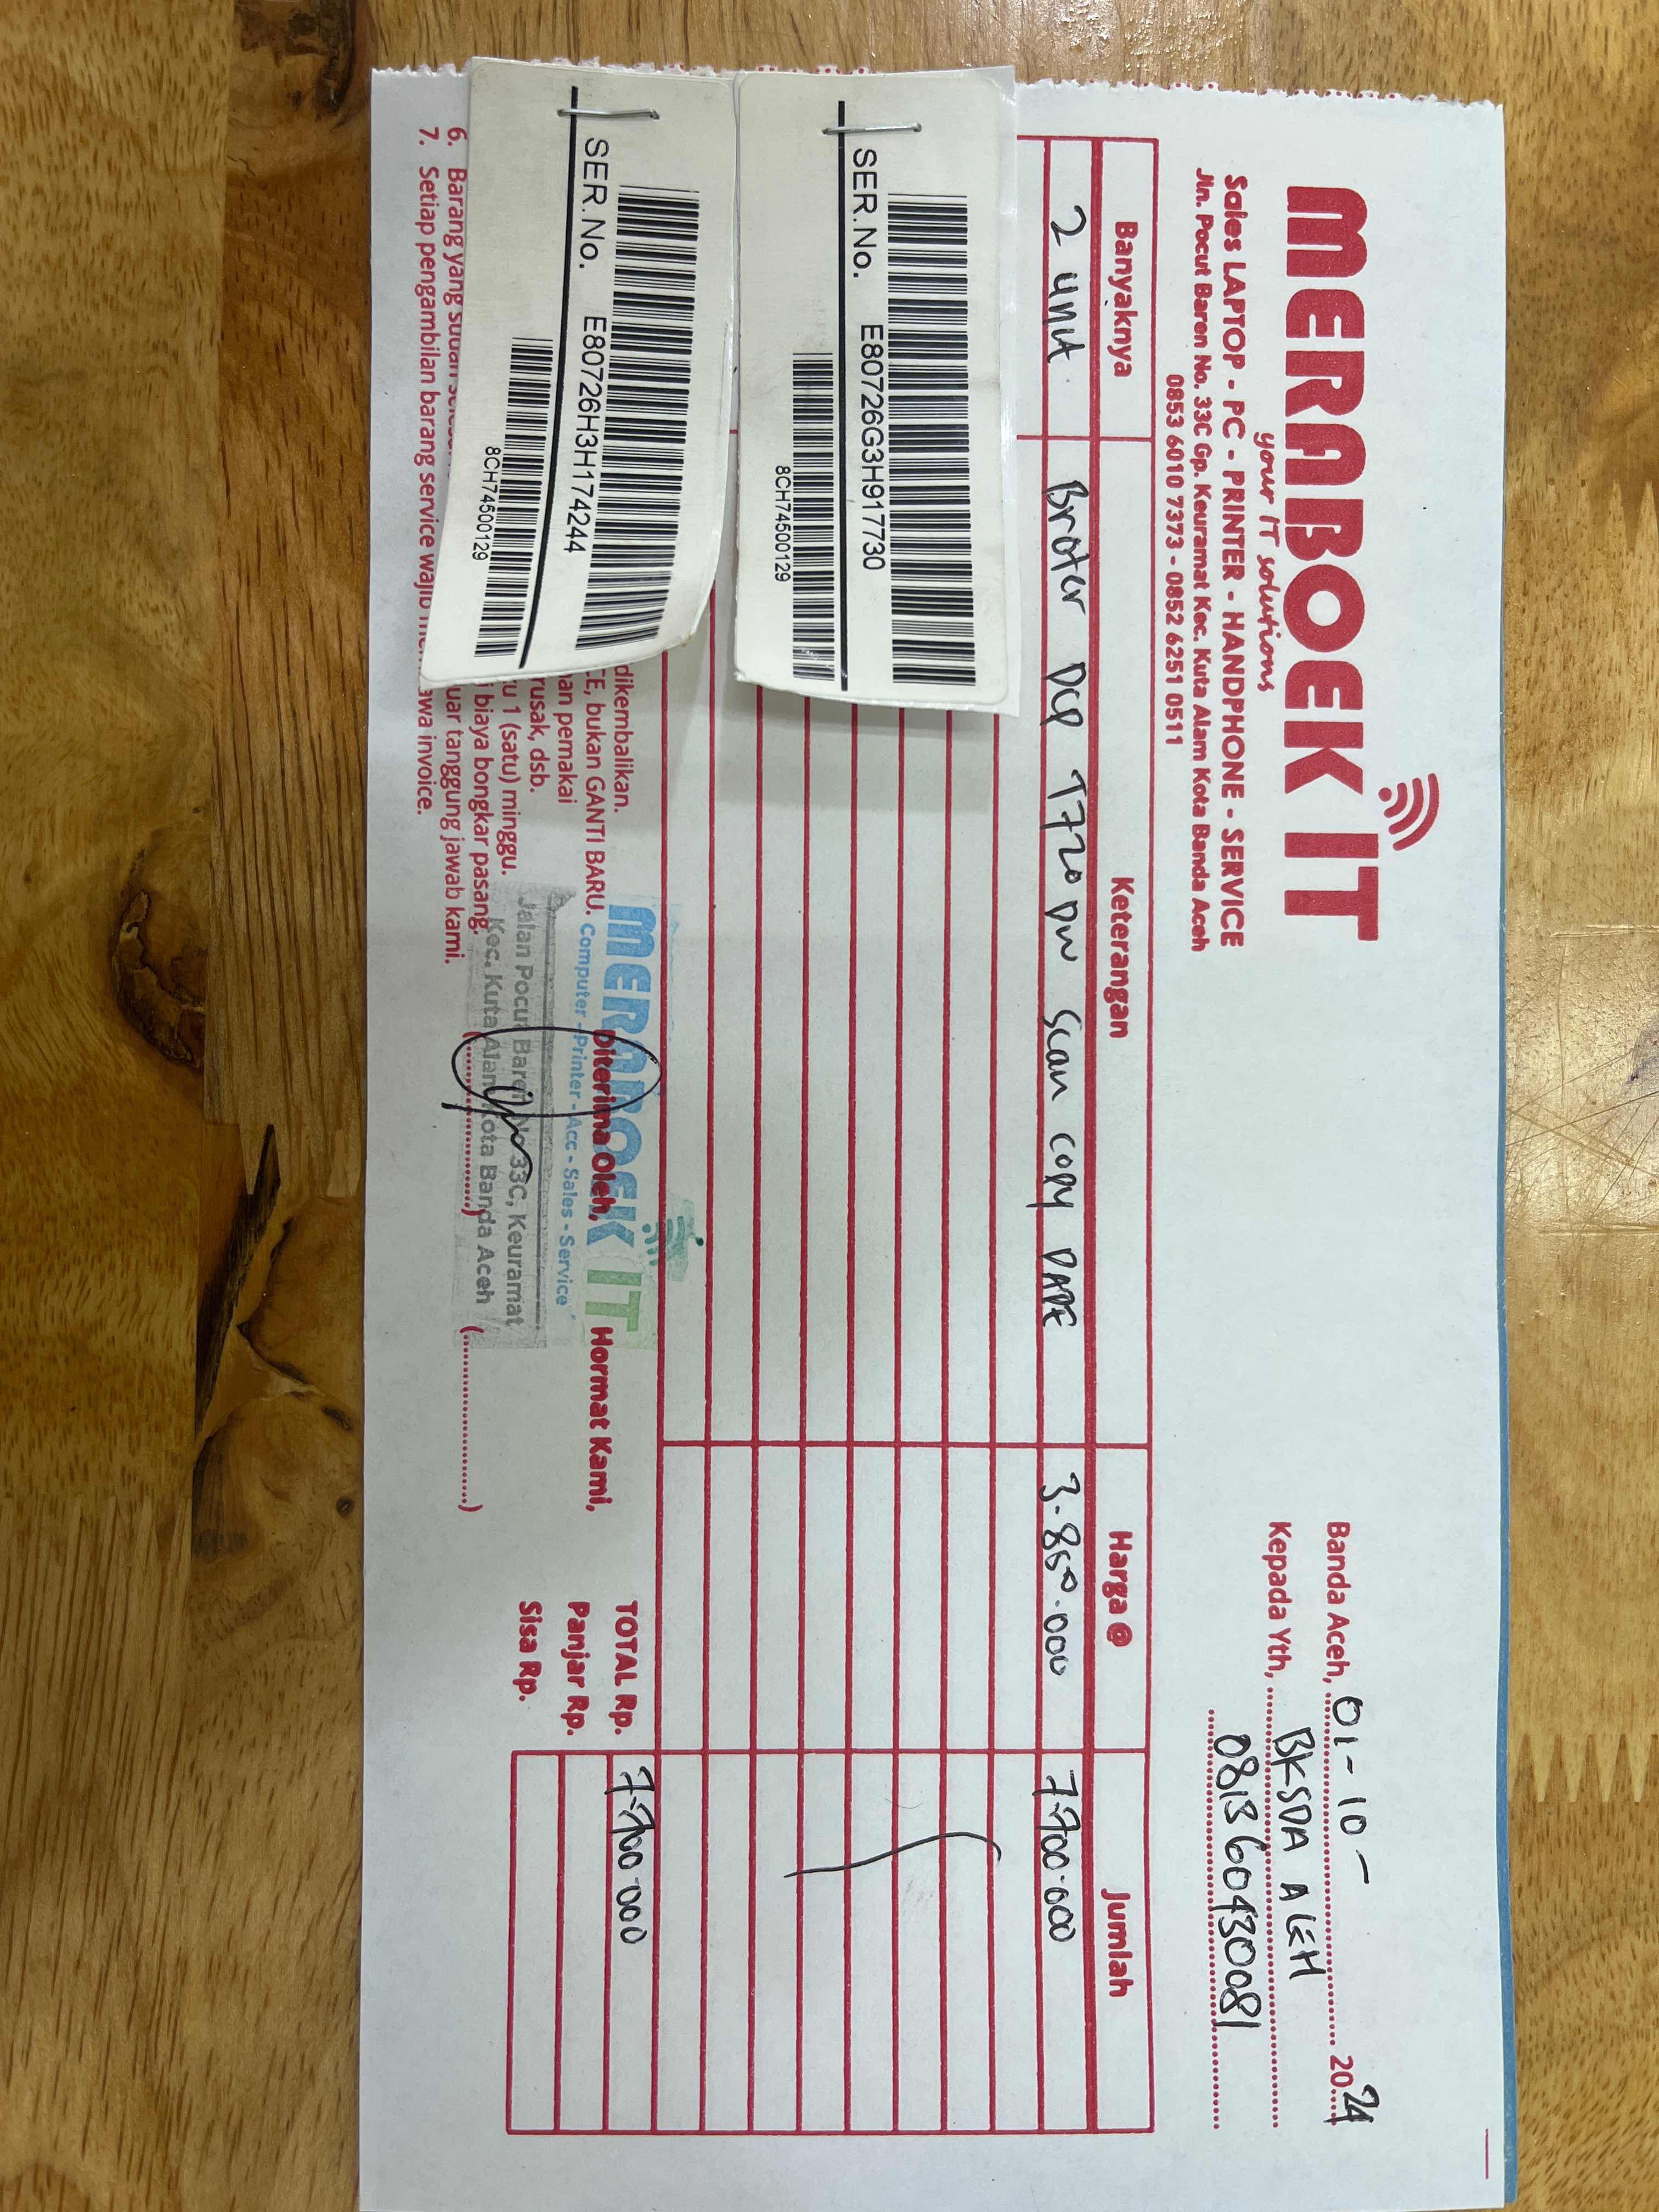 MERABOEK IT
your IT solutions
Sales LAPTOP - PC - PRINTER - HANDPHONE - SERVICE
Jln. Pocut Baren No. 33C Gp. Keuramat Kec. Kuta Alam Kota Banda Aceh
0853 6010 7373 - 0852 6251 0511
Banda Aceh, 01-10- 2024
Kepada Yth, BKSDA ACEH
081360430081
Banyaknya Keterangan Harga @ Jumlah
2 unit Broter DCP T720 DW Scan COPY 3.850.000 7.700.000
SER.No. E80726G3H917730
8CH74500129
SER.No. E80726H3H174244
8CH74500129
dikembalikan.
CE, bukan GANTI BARU.
pemakai
rusak, dsb.
1 (satu) minggu.
biaya bongkar pasang.
tanggung jawab kami.
6. Barang yang sudah
7. Setiap pengambilan barang service wajib membawa invoice.
MERABOEK IT
Computer - Printer - Acc - Sales - Service
Jalan Pocut Baren No 33C, Keuramat
Kec. Kuta Alam Kota Banda Aceh
Diterima Oleh, Hormat Kami,
(....................) (....................)
TOTAL Rp. 7.700.000
Panjar Rp.
Sisa Rp.